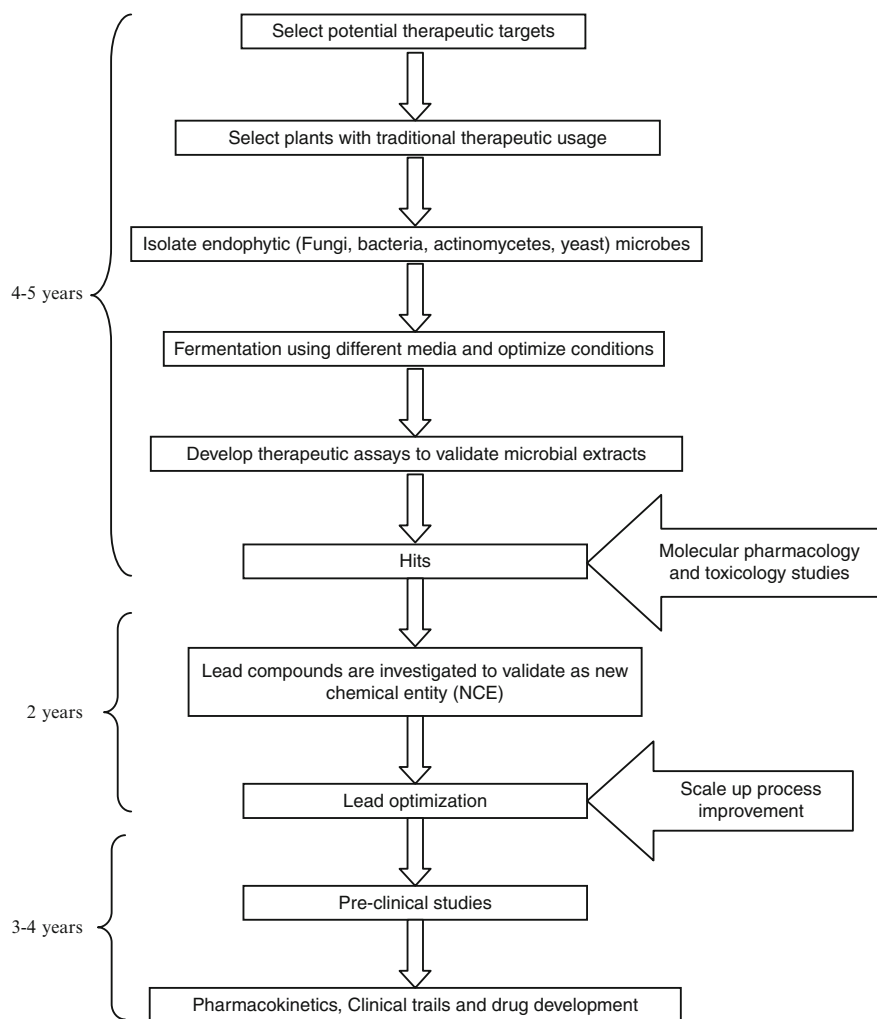 Select potential therapeutic targets
Select plants with traditional therapeutic usage
Isolate endophytic (Fungi, bacteria, actinomycetes, yeast) microbes
4-5 years
Fermentation using different media and optimize conditions
Develop therapeutic assays to validate microbial extracts
Hits
Molecular pharmacology
and toxicology studies
Lead compounds are investigated to validate as new
chemical entity (NCE)
2 years
Lead optimization
Scale up process
improvement
Pre-clinical studies
3-4 years
Pharmacokinetics, Clinical trails and drug development